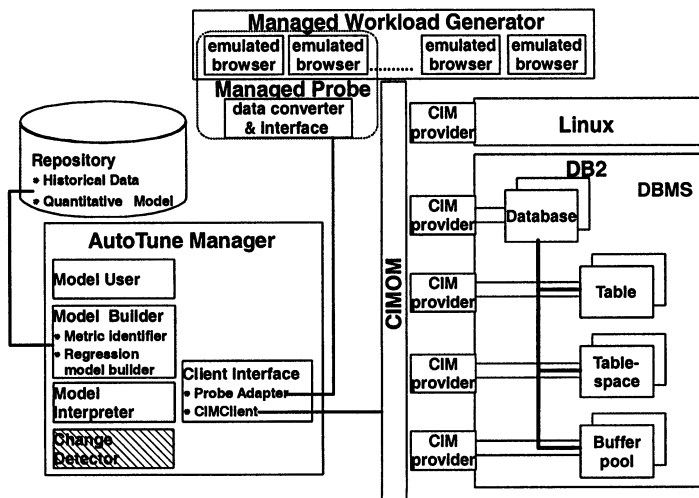 Managed Workload Generator
emulated
browser
emulated
browser
emulated
browser
emulated
browser
Managed Probe
data converter
& interface
Repository
• Historical Data
• Quantitative Model
AutoTune Manager
Model User
Model Builder
• Metric identifier
• Regression
model builder
Model
Interpreter
Change
Detector
Client Interface
• Probe Adapter
• CIMClient
CIMOM
CIM
provider
Linux
DB2
DBMS
CIM
provider
Database
CIM
provider
Table
CIM
provider
Table-
space
CIM
provider
Buffer
pool